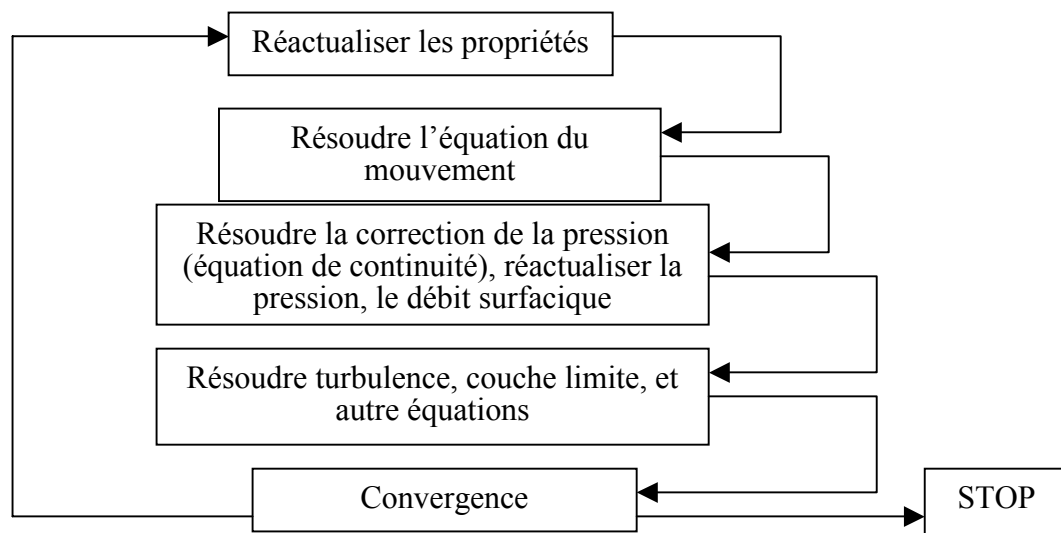 Réactualiser les propriétés
Résoudre l’équation du
mouvement
Résoudre la correction de la pression
(équation de continuité), réactualiser la
pression, le débit surfacique
Résoudre turbulence, couche limite, et
autre équations
Convergence
STOP